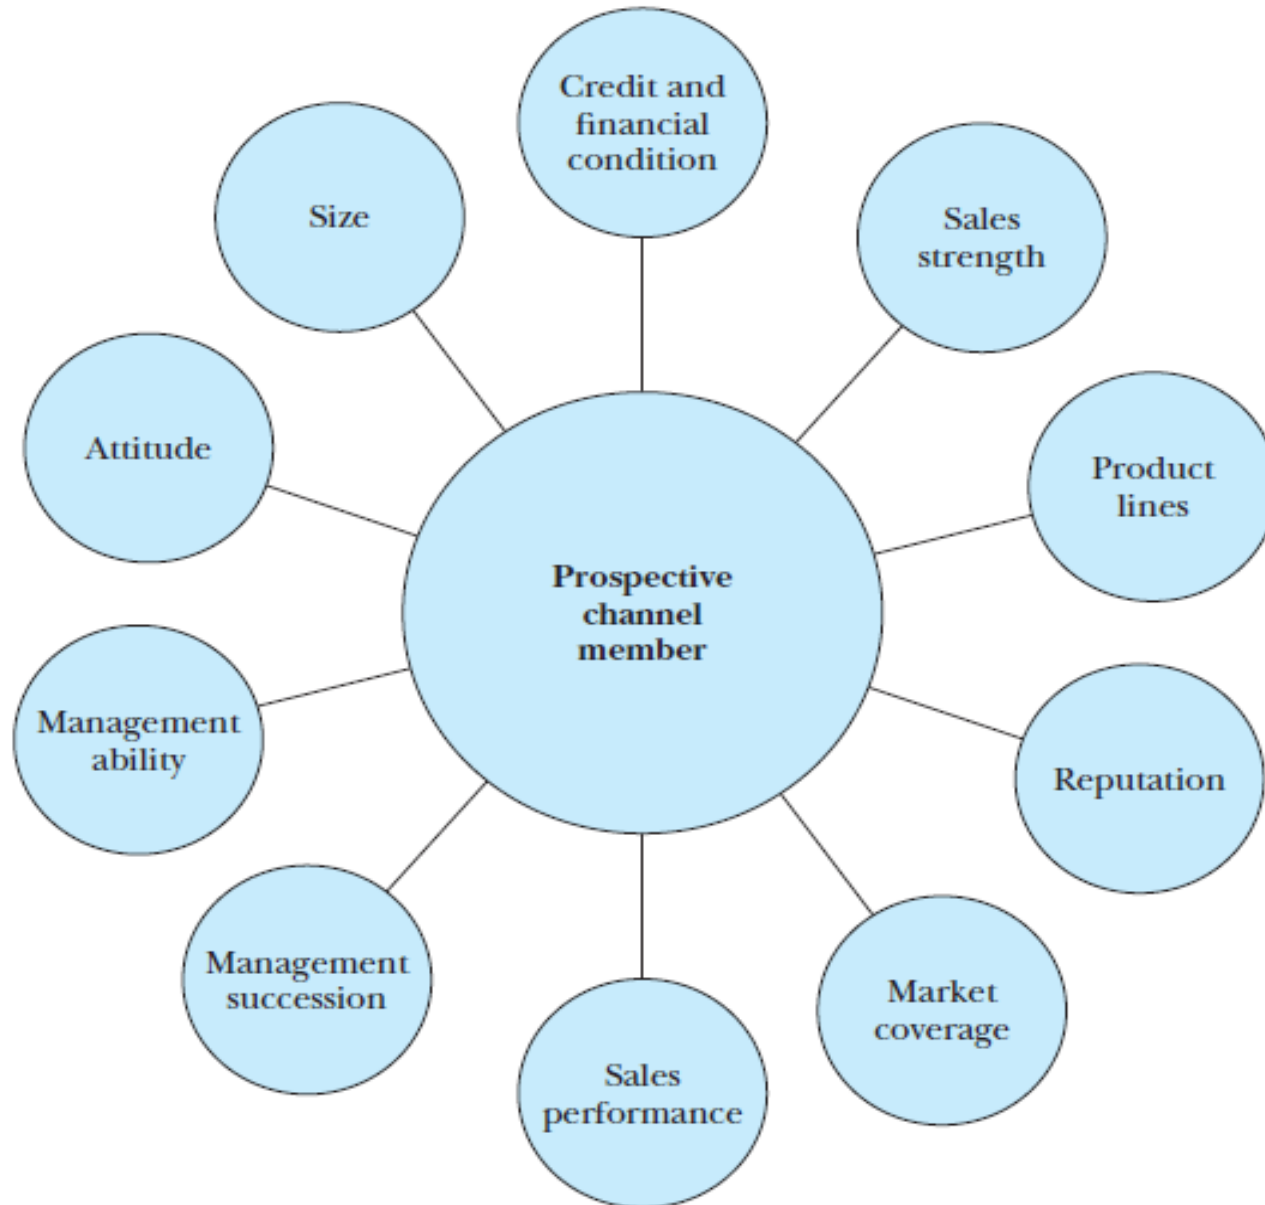 Credit and
financial
condition
Sales
strength
Product
lines
Reputation
Market
coverage
Sales
performance
Management
succession
Management
ability
Attitude
Size
Prospective
channel
member